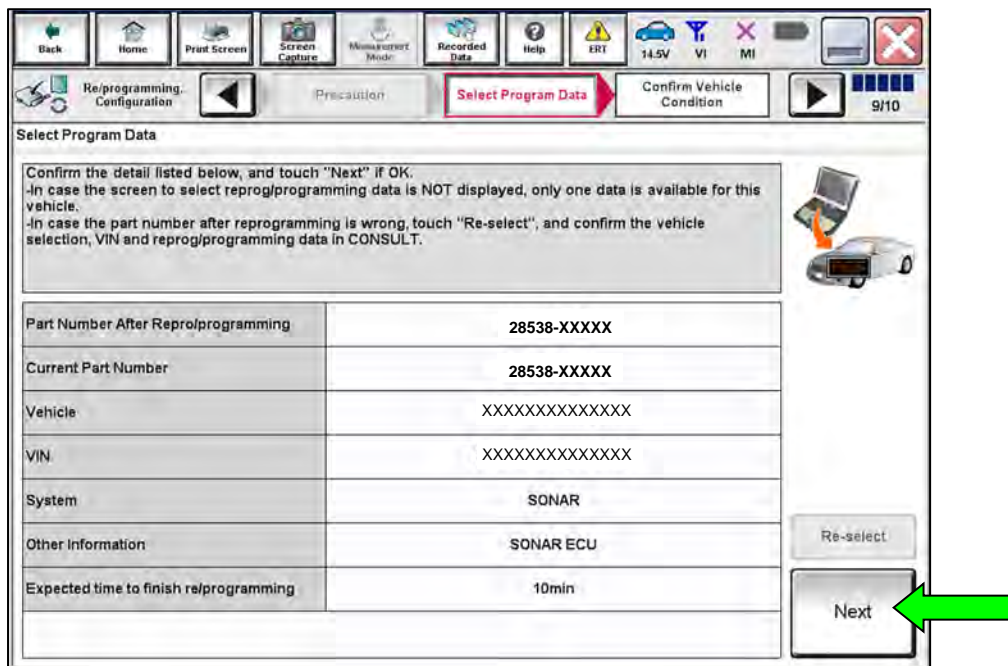 Back
Home
Print Screen
Screen Capture
Measurement Mode
Recorded Data
Help
ERT
14.5V
VI
MI
Re/programming, Configuration
Precaution
Select Program Data
Confirm Vehicle Condition
9/10
Select Program Data
Confirm the detail listed below, and touch "Next" if OK.
-In case the screen to select reprog/programming data is NOT displayed, only one data is available for this
vehicle.
-In case the part number after reprogramming is wrong, touch "Re-select", and confirm the vehicle
selection, VIN and reprog/programming data in CONSULT.
Part Number After Repro/programming
28538-XXXXX
Current Part Number
28538-XXXXX
Vehicle
XXXXXXXXXXXXXX
VIN
XXXXXXXXXXXXXX
System
SONAR
Other Information
SONAR ECU
Expected time to finish re/programming
10min
Re-select
Next